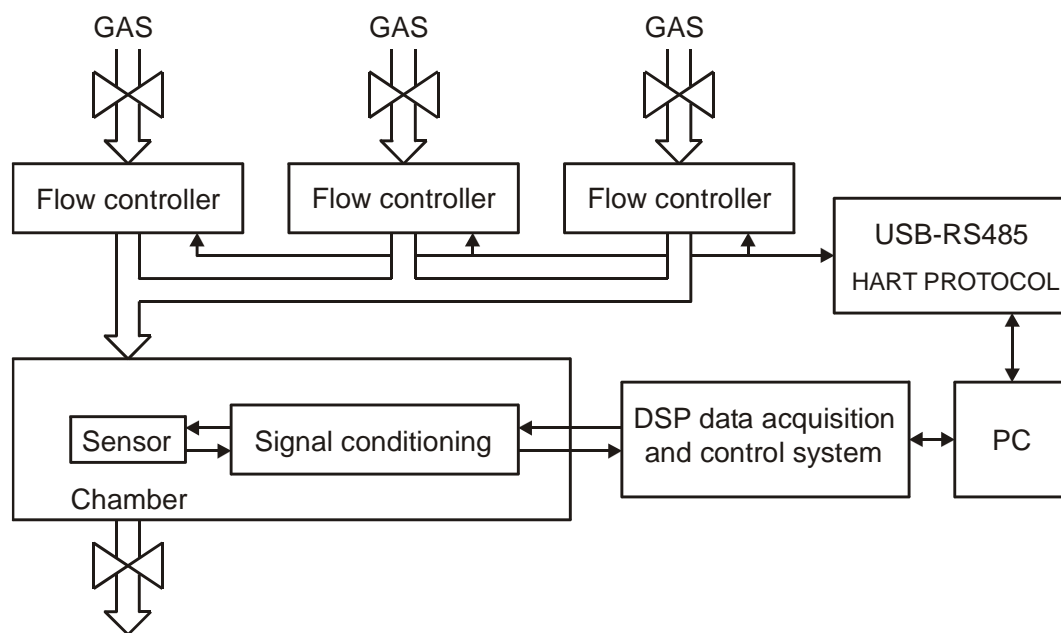 GAS
GAS
GAS
Flow controller
Flow controller
Flow controller
USB-RS485
HART PROTOCOL
Sensor
Signal conditioning
DSP data acquisition
and control system
PC
Chamber